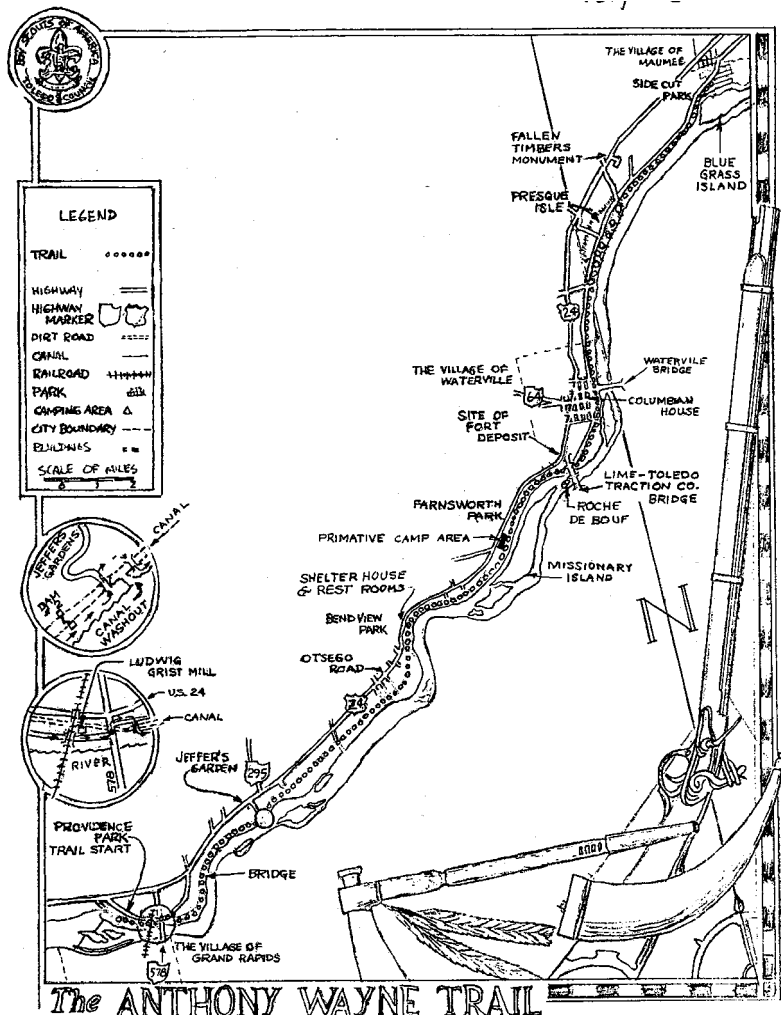 BOY SCOUTS OF AMERICA
TOLEDO COUNCIL
THE VILLAGE OF
MAUMEE
SIDE CUT
PARK
FALLEN
TIMBERS
MONUMENT
BLUE
GRASS
ISLAND
PRESQUE
ISLE
LEGEND
TRAIL
HIGHWAY
HIGHWAY
MARKER
DIRT ROAD
CANAL
RAILROAD
PARK
CAMPING AREA
CITY BOUNDARY
BUILDINGS
SCALE OF MILES
0 1 2
24
THE VILLAGE OF
WATERVILLE
WATERVILE
BRIDGE
64
COLUMBIAN
HOUSE
SITE OF
FORT
DEPOSIT
LIME-TOLEDO
TRACTION CO.
BRIDGE
FARNSWORTH
PARK
ROCHE
DE BOUF
PRIMATIVE CAMP AREA
MISSIONARY
ISLAND
SHELTER HOUSE
& REST ROOMS
BENDVIEW
PARK
OTSEGO
ROAD
24
N
CANAL
JEFFERS
GARDENS
DAM
CANAL
WASHOUT
LUDWIG
GRIST MILL
U.S. 24
CANAL
RIVER
578
JEFFER'S
GARDEN
295
PROVIDENCE
PARK
TRAIL START
BRIDGE
THE VILLAGE OF
GRAND RAPIDS
578
The ANTHONY WAYNE TRAIL